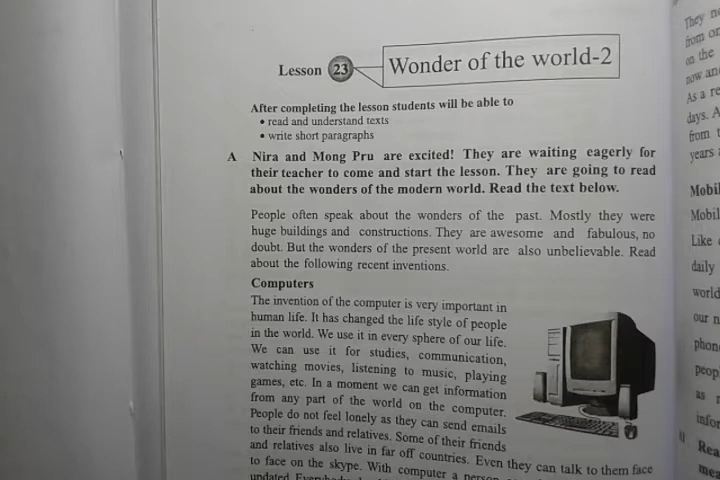 Lesson 23 Wonder of the world-2
After completing the lesson students will be able to
• read and understand texts
• write short paragraphs
A Nira and Mong Pru are excited! They are waiting eagerly for
their teacher to come and start the lesson. They are going to read
about the wonders of the modern world. Read the text below.
People often speak about the wonders of the past. Mostly they were
huge buildings and constructions. They are awesome and fabulous, no
doubt. But the wonders of the present world are also unbelievable. Read
about the following recent inventions.
Computers
The invention of the computer is very important in
human life. It has changed the life style of people
in the world. We use it in every sphere of our life.
We can use it for studies, communication,
watching movies, listening to music, playing
games, etc. In a moment we can get information
from any part of the world on the computer.
People do not feel lonely as they can send emails
to their friends and relatives. Some of their friends
and relatives also live in far off countries. Even they can talk to them face
to face on the skype. With computer a person
They
from
on the
now
As a
days. A
from
years
Mobil
Like
daily
world
our
as